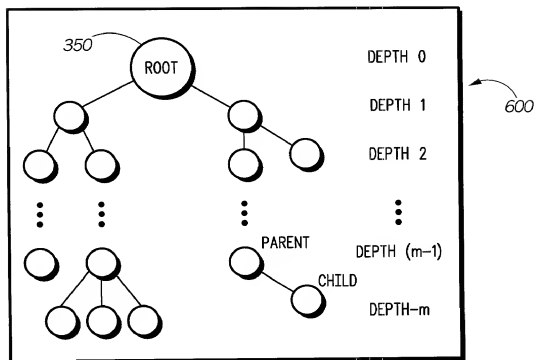 350
ROOT
DEPTH 0
DEPTH 1
600
DEPTH 2
PARENT
DEPTH (m-1)
CHILD
DEPTH-m